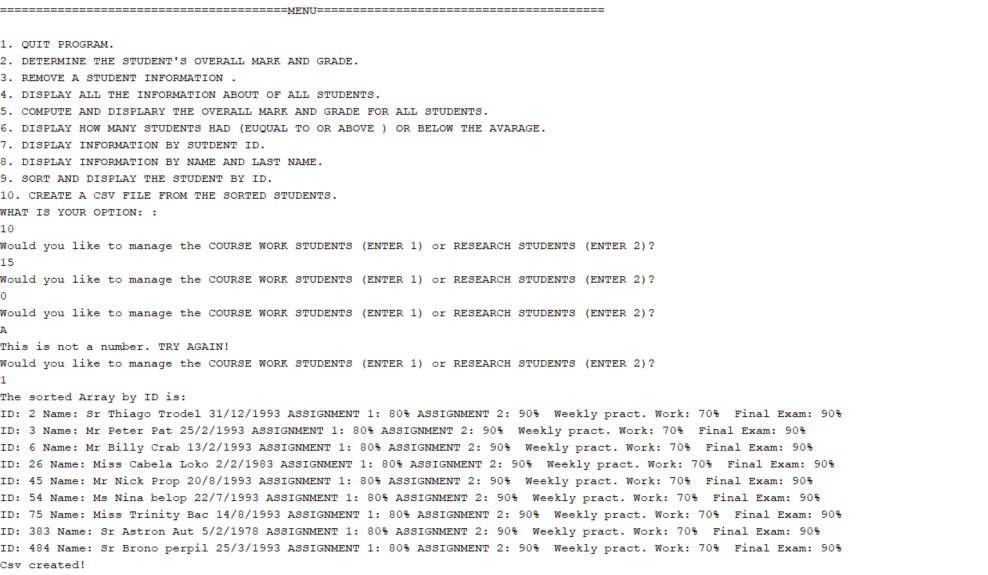 ========================================MENU========================================
1. QUIT PROGRAM.
2. DETERMINE THE STUDENT'S OVERALL MARK AND GRADE.
3. REMOVE A STUDENT INFORMATION .
4. DISPLAY ALL THE INFORMATION ABOUT OF ALL STUDENTS.
5. COMPUTE AND DISPLARY THE OVERALL MARK AND GRADE FOR ALL STUDENTS.
6. DISPLAY HOW MANY STUDENTS HAD (EUQUAL TO OR ABOVE ) OR BELOW THE AVARAGE.
7. DISPLAY INFORMATION BY SUTDENT ID.
8. DISPLAY INFORMATION BY NAME AND LAST NAME.
9. SORT AND DISPLAY THE STUDENT BY ID.
10. CREATE A CSV FILE FROM THE SORTED STUDENTS.
WHAT IS YOUR OPTION: :
10
Would you like to manage the COURSE WORK STUDENTS (ENTER 1) or RESEARCH STUDENTS (ENTER 2)?
15
Would you like to manage the COURSE WORK STUDENTS (ENTER 1) or RESEARCH STUDENTS (ENTER 2)?
0
Would you like to manage the COURSE WORK STUDENTS (ENTER 1) or RESEARCH STUDENTS (ENTER 2)?
A
This is not a number. TRY AGAIN!
Would you like to manage the COURSE WORK STUDENTS (ENTER 1) or RESEARCH STUDENTS (ENTER 2)?
1
The sorted Array by ID is:
ID: 2 Name: Sr Thiago Trodel 31/12/1993 ASSIGNMENT 1: 80% ASSIGNMENT 2: 90%  Weekly pract. Work: 70%  Final Exam: 90%
ID: 3 Name: Mr Peter Pat 25/2/1993 ASSIGNMENT 1: 80% ASSIGNMENT 2: 90%  Weekly pract. Work: 70%  Final Exam: 90%
ID: 6 Name: Mr Billy Crab 13/2/1993 ASSIGNMENT 1: 80% ASSIGNMENT 2: 90%  Weekly pract. Work: 70%  Final Exam: 90%
ID: 26 Name: Miss Cabela Loko 2/2/1983 ASSIGNMENT 1: 80% ASSIGNMENT 2: 90%  Weekly pract. Work: 70%  Final Exam: 90%
ID: 45 Name: Mr Nick Prop 20/8/1993 ASSIGNMENT 1: 80% ASSIGNMENT 2: 90%  Weekly pract. Work: 70%  Final Exam: 90%
ID: 54 Name: Ms Nina belop 22/7/1993 ASSIGNMENT 1: 80% ASSIGNMENT 2: 90%  Weekly pract. Work: 70%  Final Exam: 90%
ID: 75 Name: Miss Trinity Bac 14/8/1993 ASSIGNMENT 1: 80% ASSIGNMENT 2: 90%  Weekly pract. Work: 70%  Final Exam: 90%
ID: 383 Name: Sr Astron Aut 5/2/1978 ASSIGNMENT 1: 80% ASSIGNMENT 2: 90%  Weekly pract. Work: 70%  Final Exam: 90%
ID: 484 Name: Sr Brono perpil 25/3/1993 ASSIGNMENT 1: 80% ASSIGNMENT 2: 90%  Weekly pract. Work: 70%  Final Exam: 90%
Csv created!